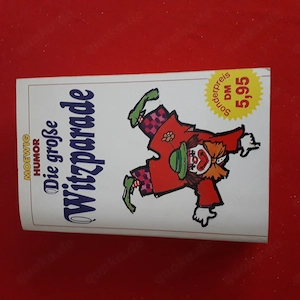 MOEWIG
HUMOR
Die große
Witzparade
Sonderpreis
DM
5,95